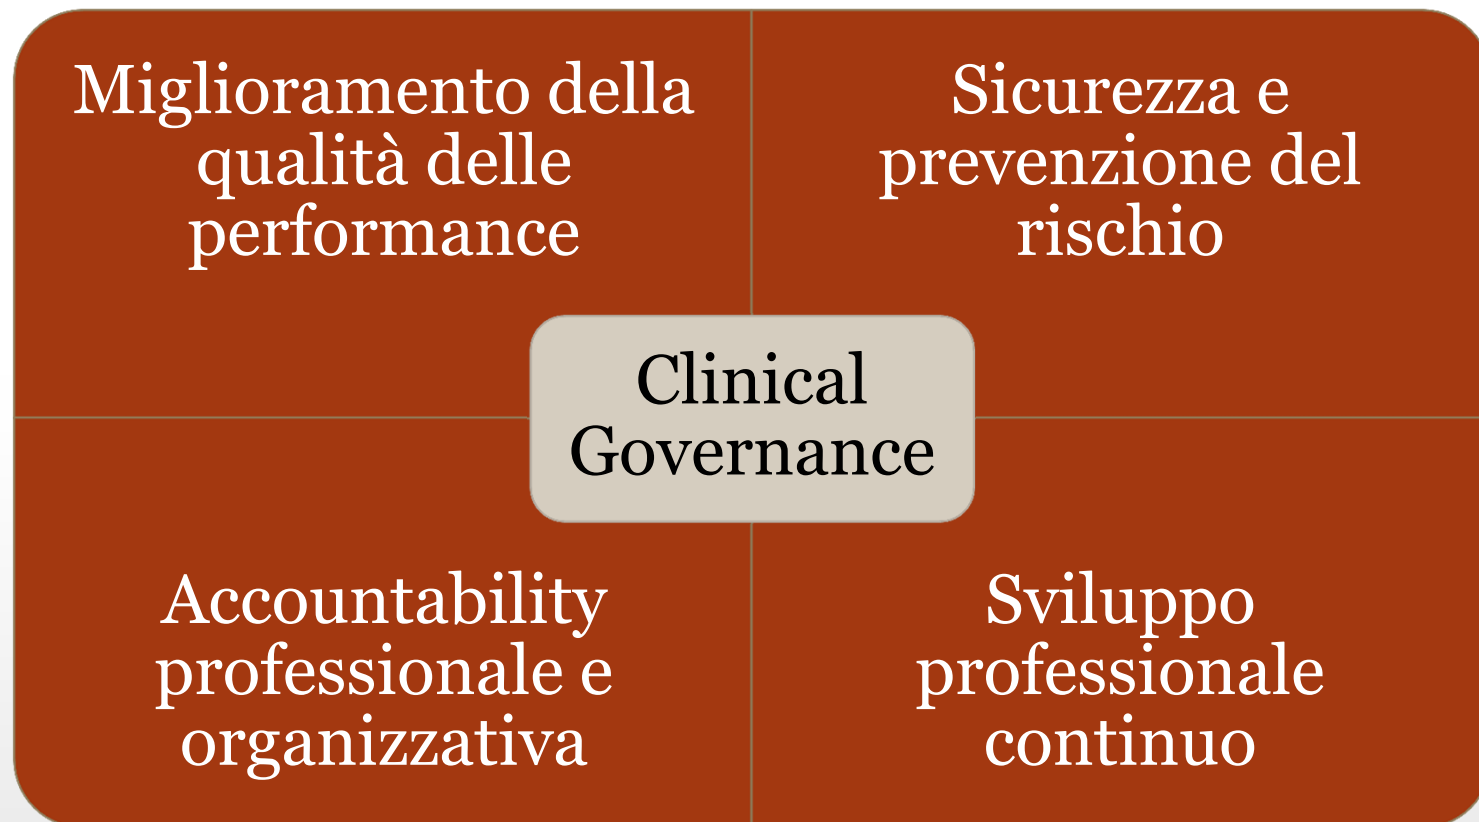 Miglioramento della
qualità delle
performance
Sicurezza e
prevenzione del
rischio
Clinical
Governance
Accountability
professionale e
organizzativa
Sviluppo
professionale
continuo